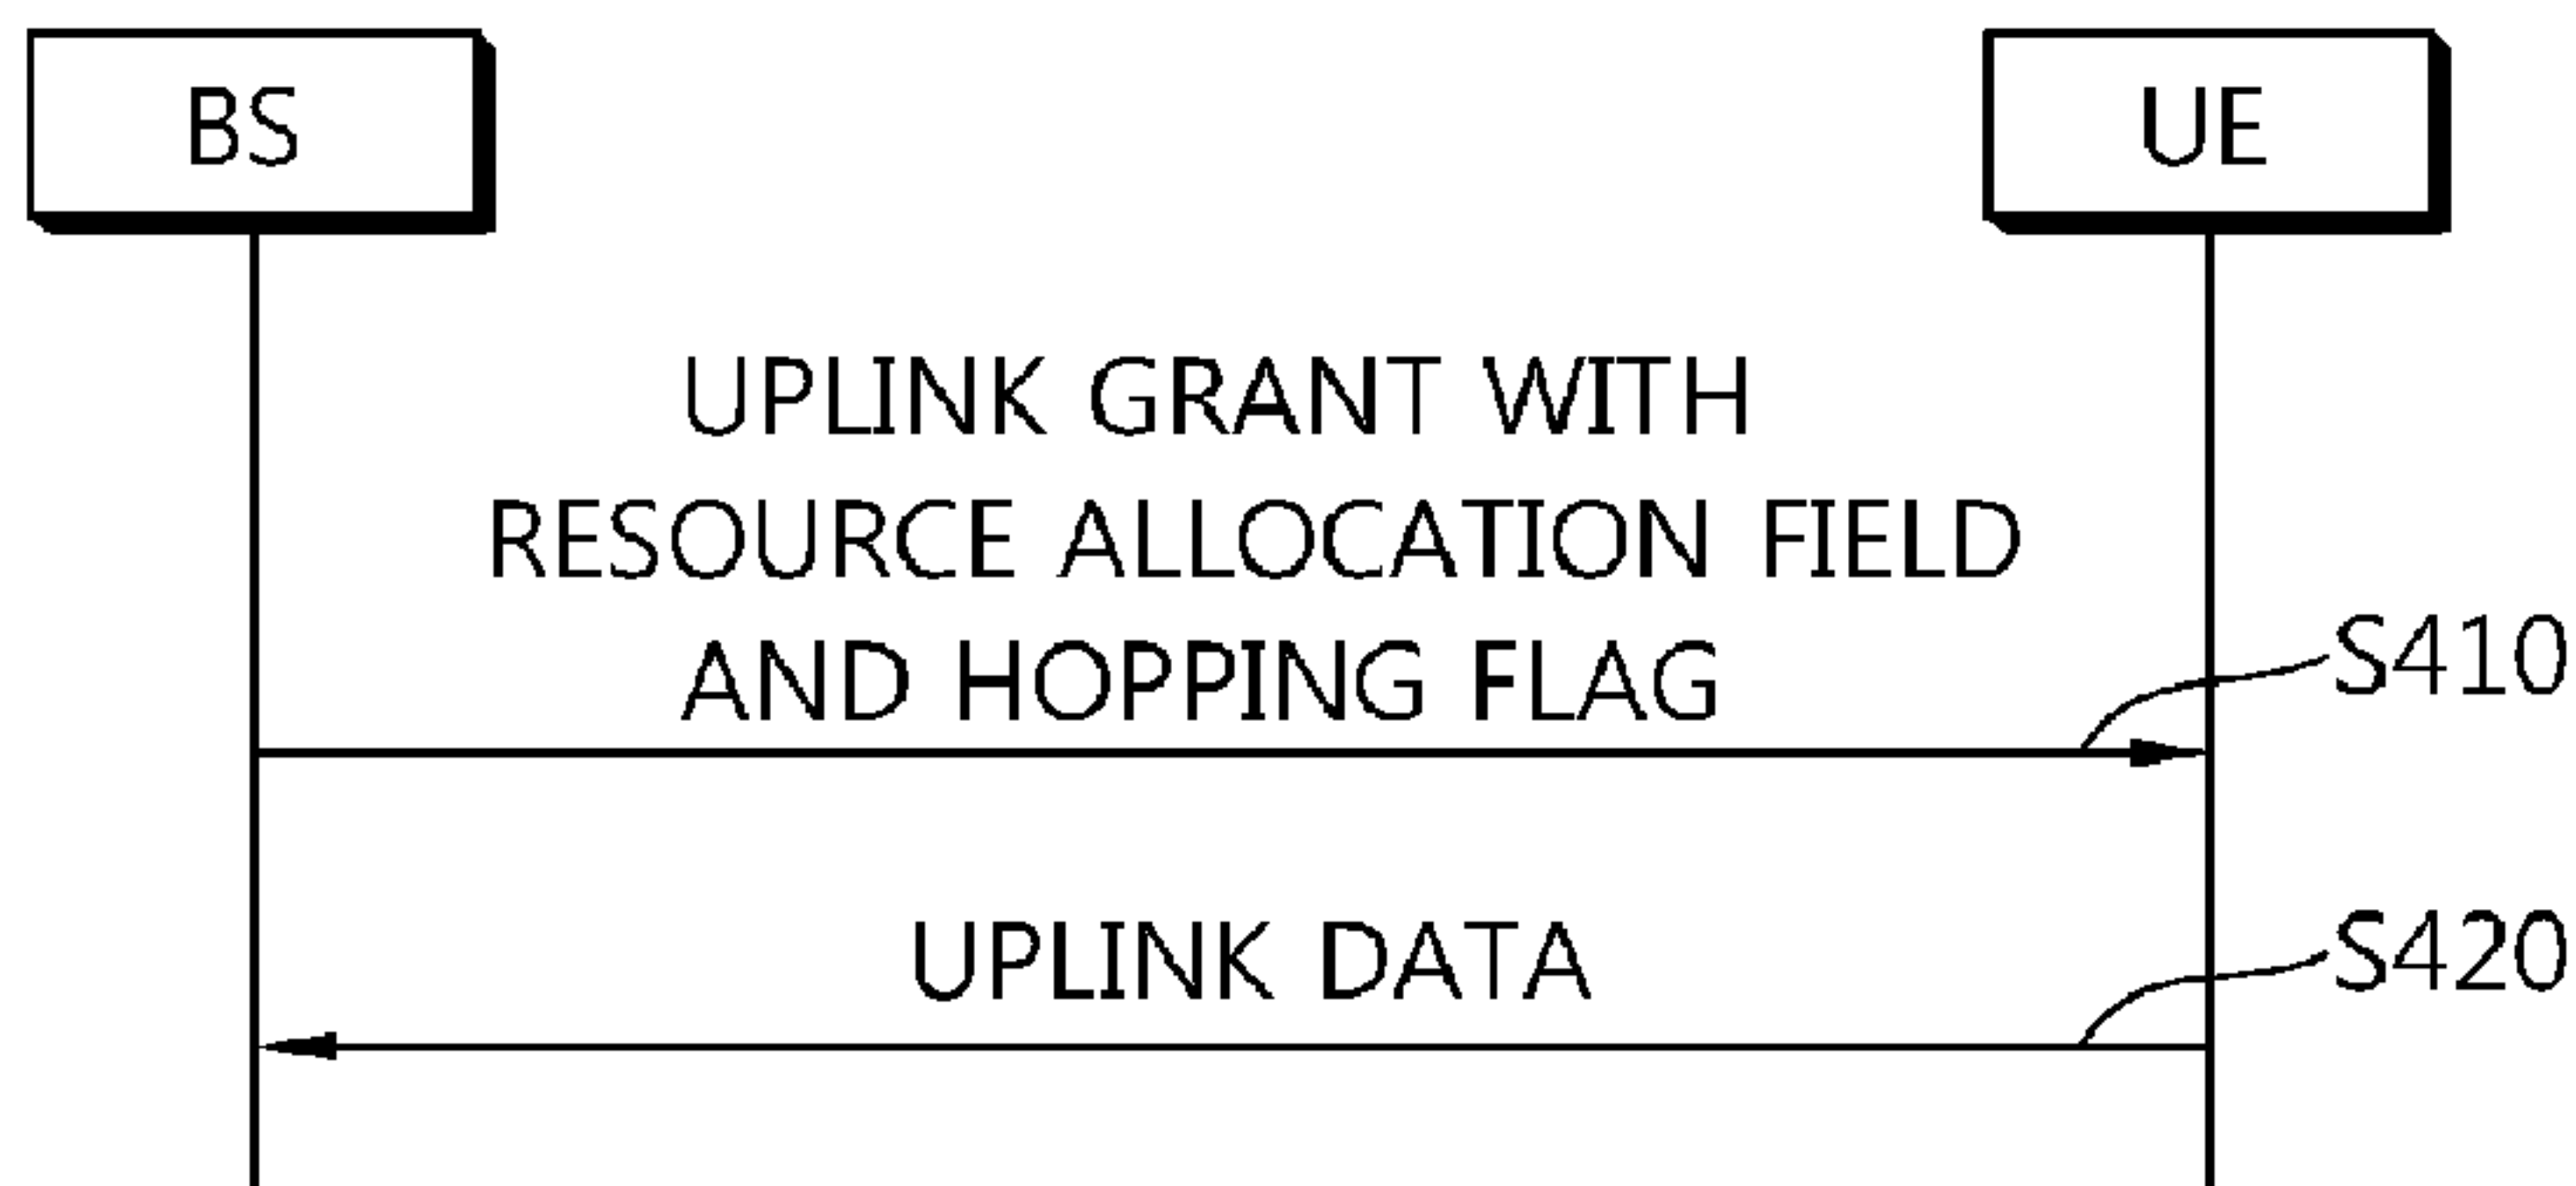 BS
UE
UPLINK GRANT WITH
RESOURCE ALLOCATION FIELD
AND HOPPING FLAG
S410
UPLINK DATA
S420